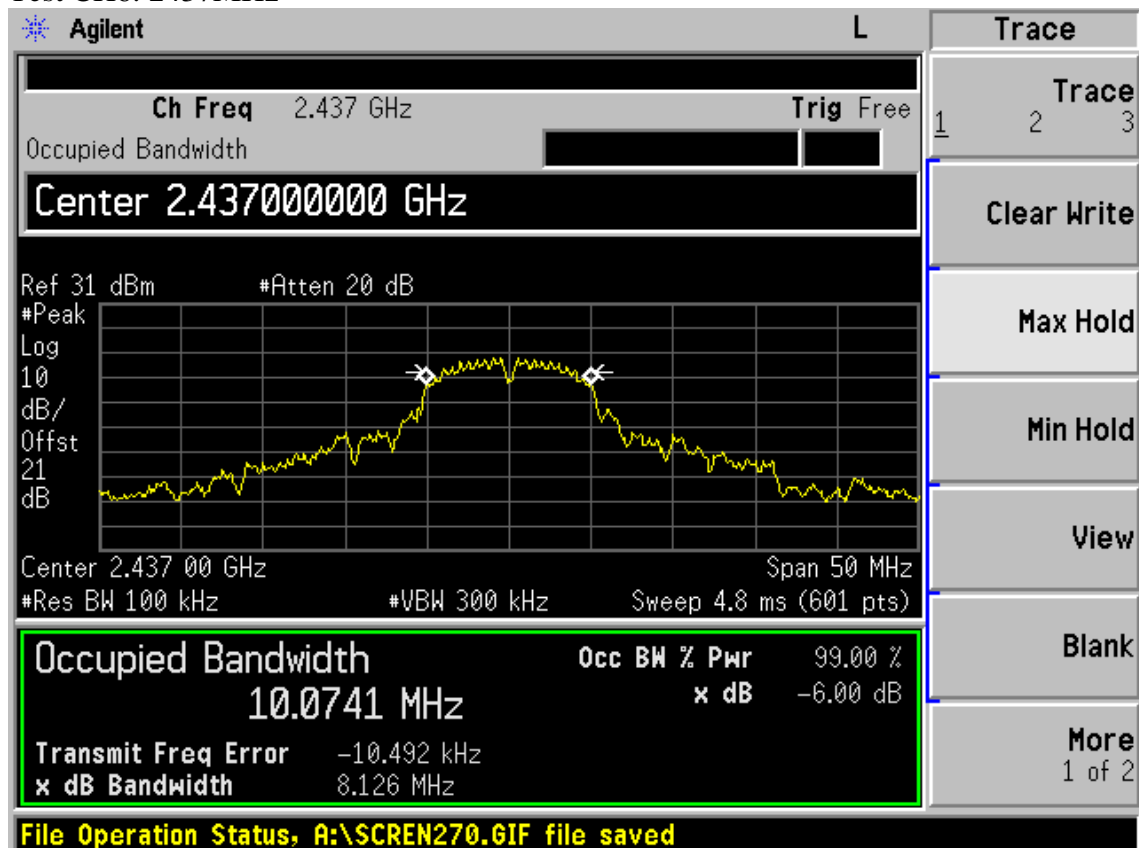 Agilent L Trace
Ch Freq 2.437 GHz Trig Free
Occupied Bandwidth
Trace
1 2 3
Center 2.437000000 GHz
Clear Write
Ref 31 dBm #Atten 20 dB
#Peak
Log
10
dB/
Offst
21
dB
Max Hold
Min Hold
View
Center 2.437 00 GHz Span 50 MHz
#Res BW 100 kHz #VBW 300 kHz Sweep 4.8 ms (601 pts)
Occupied Bandwidth Occ BW % Pwr 99.00 %
10.0741 MHz x dB -6.00 dB
Transmit Freq Error -10.492 kHz
x dB Bandwidth 8.126 MHz
Blank
More
1 of 2
File Operation Status, A:\SCREN270.GIF file saved